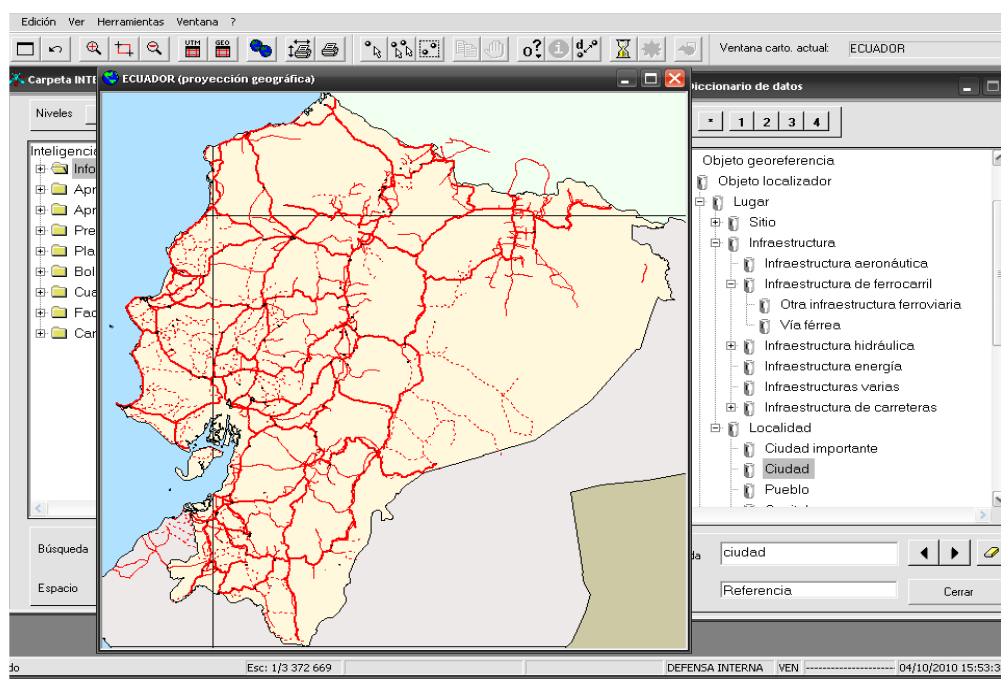 Edición Ver Herramientas Ventana ?
UTM GEO Ventana carto. actual: ECUADOR
Carpeta INTE
Niveles
Inteligencia
Info
Apr
Apr
Pre
Pla
Bol
Cua
Fac
Car
Búsqueda
Espacio
ECUADOR (proyección geográfica)
Diccionario de datos
* 1 2 3 4
Objeto georeferencia
Objeto localizador
Lugar
Sitio
Infraestructura
Infraestructura aeronáutica
Infraestructura de ferrocarril
Otra infraestructura ferroviaria
Vía férrea
Infraestructura hidráulica
Infraestructura energía
Infraestructuras varias
Infraestructura de carreteras
Localidad
Ciudad importante
Ciudad
Pueblo
da ciudad
Referencia Cerrar
do Esc: 1/3 372 669 DEFENSA INTERNA VEN ---------------------- 04/10/2010 15:53:3